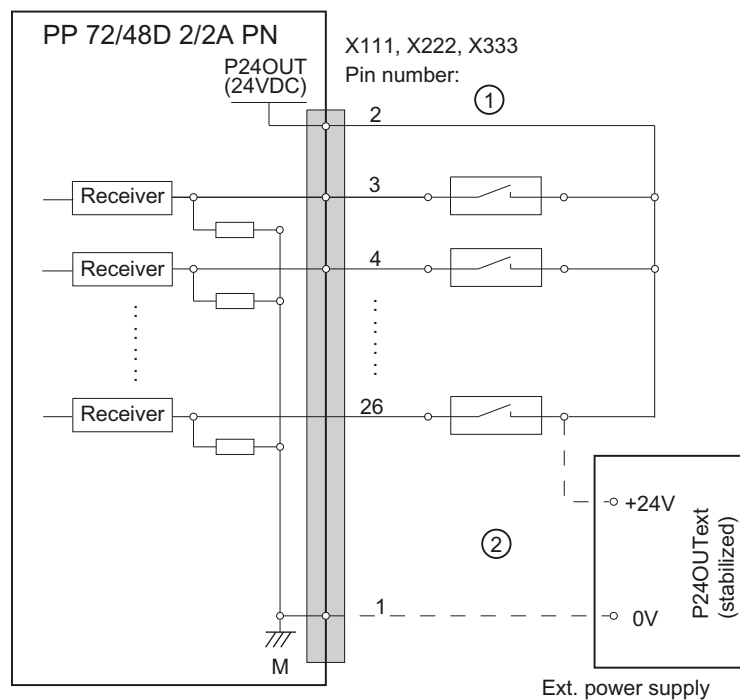 PP 72/48D 2/2A PN
P24OUT
(24VDC)
X111, X222, X333
Pin number:
1
2
Receiver
3
Receiver
4
Receiver
26
+24V
P24OUText
(stabilized)
2
0V
1
M
Ext. power supply